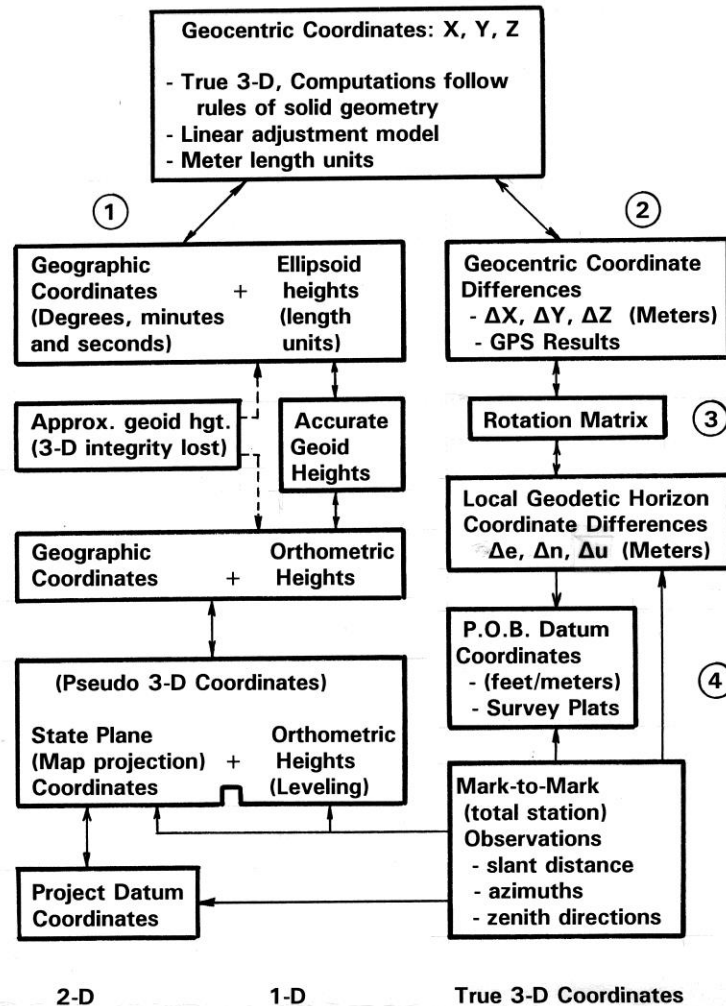 Geocentric Coordinates: X, Y, Z
- True 3-D, Computations follow
rules of solid geometry
- Linear adjustment model
- Meter length units
1
2
Geographic Ellipsoid
Coordinates + heights
(Degrees, minutes (length
and seconds) units)
Geocentric Coordinate
Differences
- ΔX, ΔY, ΔZ (Meters)
- GPS Results
Approx. geoid hgt.
(3-D integrity lost)
Accurate
Geoid
Heights
Rotation Matrix
3
Local Geodetic Horizon
Coordinate Differences
Δe, Δn, Δu (Meters)
Geographic Orthometric
Coordinates + Heights
P.O.B. Datum
Coordinates
- (feet/meters)
- Survey Plats
4
(Pseudo 3-D Coordinates)
State Plane Orthometric
(Map projection) + Heights
Coordinates (Leveling)
Mark-to-Mark
(total station)
Observations
- slant distance
- azimuths
- zenith directions
Project Datum
Coordinates
2-D 1-D True 3-D Coordinates